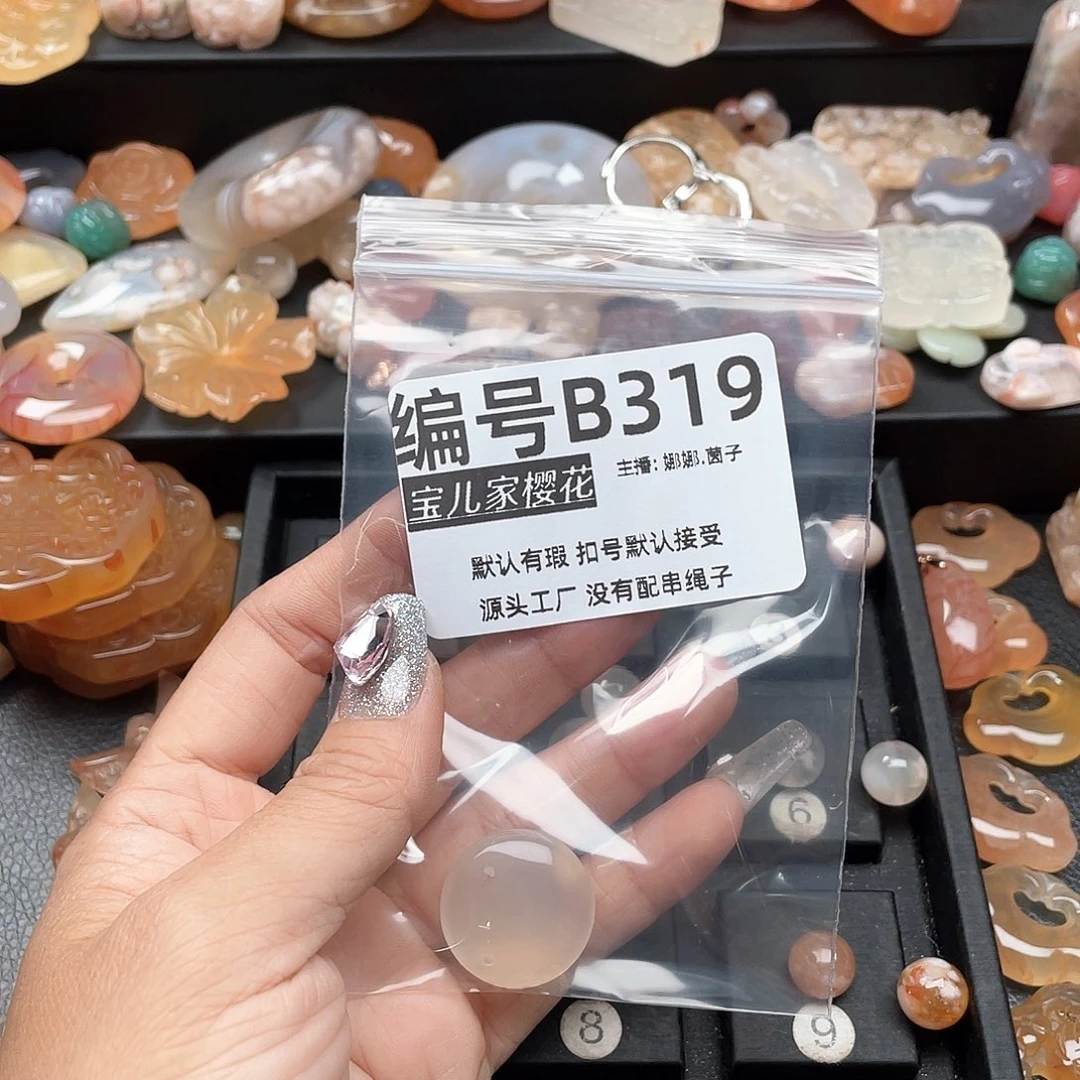 编号B319
宝儿家樱花
主播：娜娜.菌子
默认有瑕 扣号默认接受
源头工厂 没有配串绳子
6
8
9